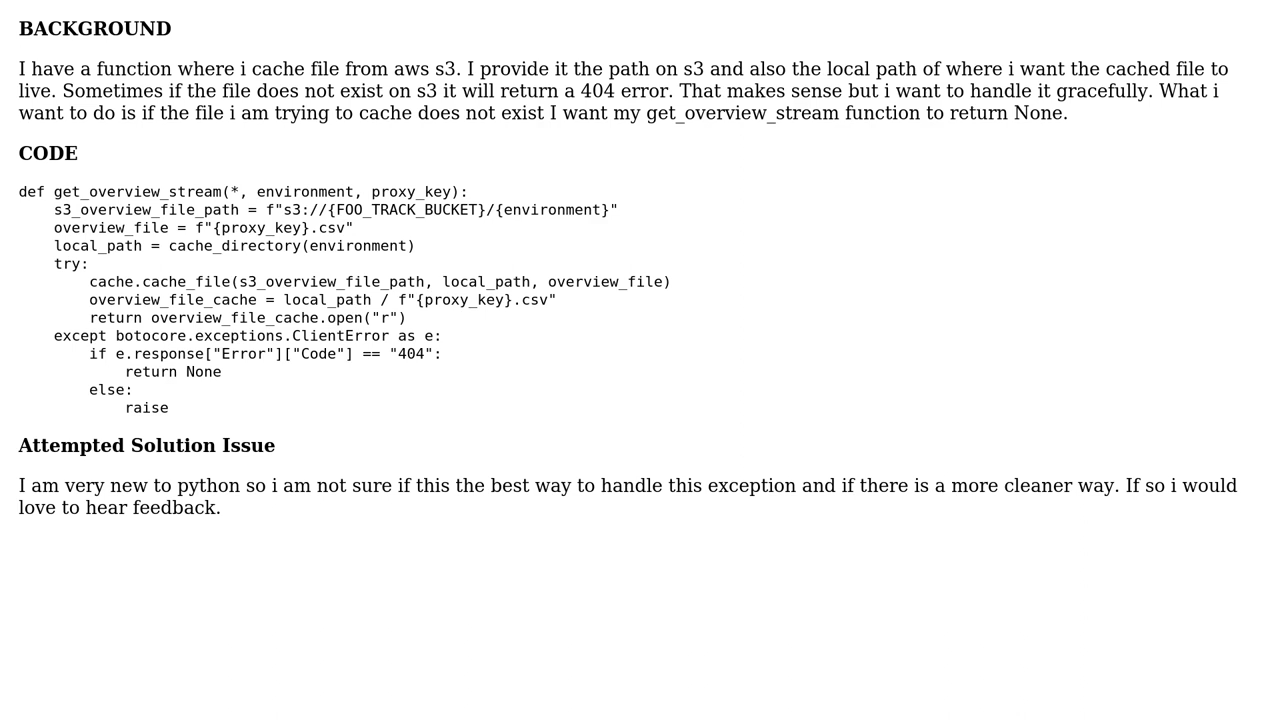 BACKGROUND
I have a function where i cache file from aws s3. I provide it the path on s3 and also the local path of where i want the cached file to
live. Sometimes if the file does not exist on s3 it will return a 404 error. That makes sense but i want to handle it gracefully. What i
want to do is if the file i am trying to cache does not exist I want my get_overview_stream function to return None.
CODE
def get_overview_stream(*, environment, proxy_key):
    s3_overview_file_path = f"s3://{FOO_TRACK_BUCKET}/{environment}"
    overview_file = f"{proxy_key}.csv"
    local_path = cache_directory(environment)
    try:
        cache.cache_file(s3_overview_file_path, local_path, overview_file)
        overview_file_cache = local_path / f"{proxy_key}.csv"
        return overview_file_cache.open("r")
    except botocore.exceptions.ClientError as e:
        if e.response["Error"]["Code"] == "404":
            return None
        else:
            raise
Attempted Solution Issue
I am very new to python so i am not sure if this the best way to handle this exception and if there is a more cleaner way. If so i would
love to hear feedback.